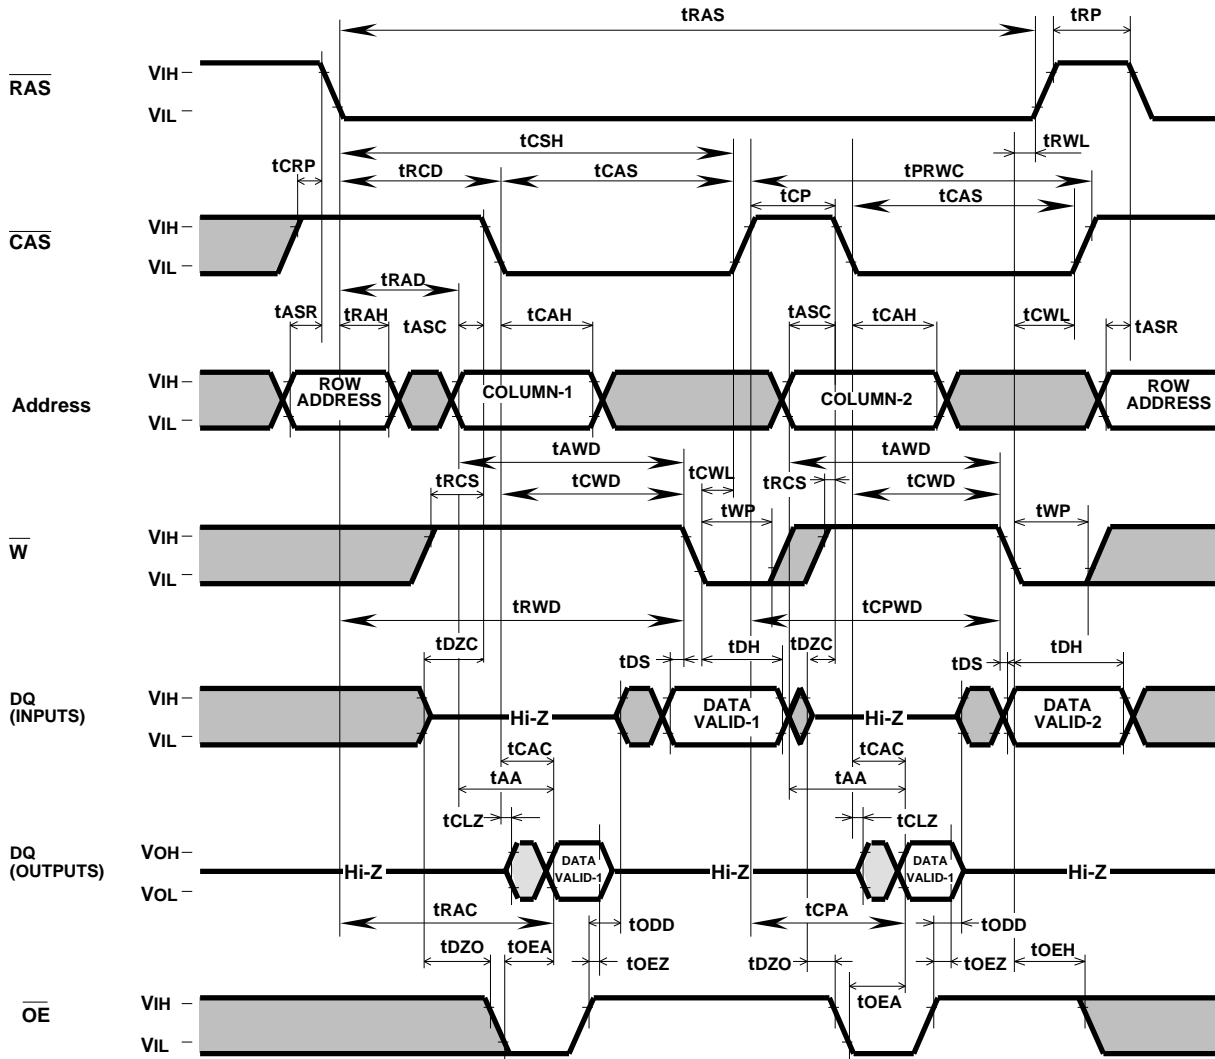 tRAS
tRP
RAS
VIH
VIL
tCSH
tRWL
tCRP
tRCD
tCAS
tPRWC
tCP
tCAS
CAS
VIH
VIL
tRAD
tASR
tRAH
tASC
tCAH
tASC
tCAH
tCWL
tASR
Address
VIH
VIL
ROW
ADDRESS
COLUMN-1
COLUMN-2
ROW
ADDRESS
tAWD
tAWD
tRCS
tCWD
tCWL
tRCS
tCWD
tWP
tWP
W
VIH
VIL
tRWD
tCPWD
tDZC
tDS
tDH
tDZC
tDS
tDH
DQ
(INPUTS)
VIH
VIL
Hi-Z
DATA
VALID-1
Hi-Z
DATA
VALID-2
tCAC
tCAC
tAA
tAA
tCLZ
tCLZ
DQ
(OUTPUTS)
VOH
VOL
Hi-Z
DATA
VALID-1
Hi-Z
DATA
VALID-1
Hi-Z
tRAC
tCPA
tODD
tODD
tDZO
tOEA
tOEZ
tDZO
tOEA
tOEZ
tOEH
OE
VIH
VIL